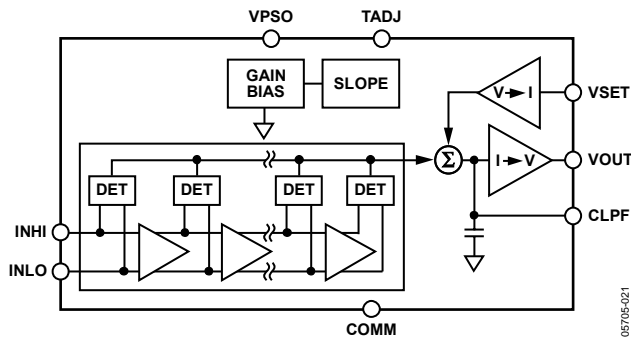 VPSO TADJ
GAIN BIAS
SLOPE
V I
VSET
Σ
I V
VOUT
DET DET DET DET
CLPF
INHI
INLO
COMM
05705-021